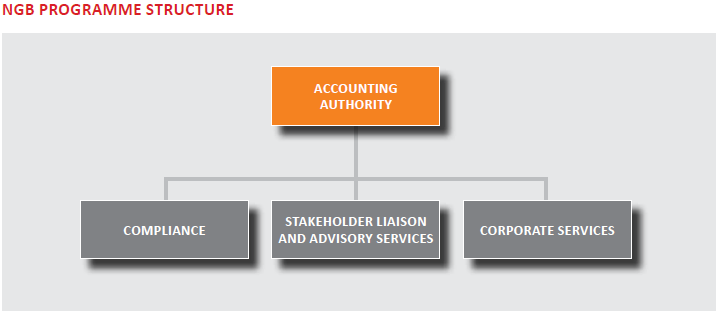 NGB PROGRAMME STRUCTURE
ACCOUNTING
AUTHORITY
COMPLIANCE
STAKEHOLDER LIAISON
AND ADVISORY SERVICES
CORPORATE SERVICES